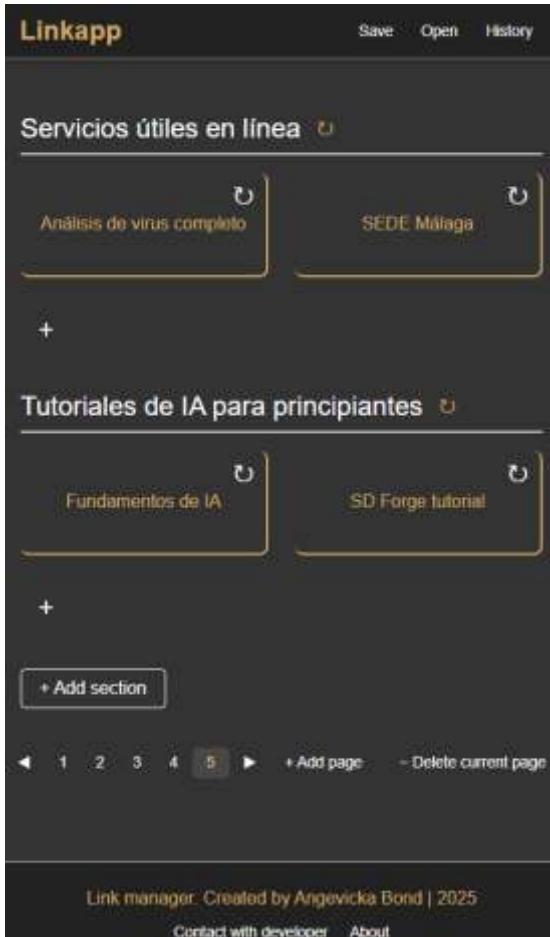 Linkapp Save Open History
Servicios útiles en línea ↻
Análisis de virus completo ↻
SEDE Málaga ↻
+
Tutoriales de IA para principiantes ↻
Fundamentos de IA ↻
SD Forge tutorial ↻
+
+ Add section
◀ 1 2 3 4 5 ▶ + Add page − Delete current page
Link manager. Created by Angevicka Bond | 2025
Contact with developer About